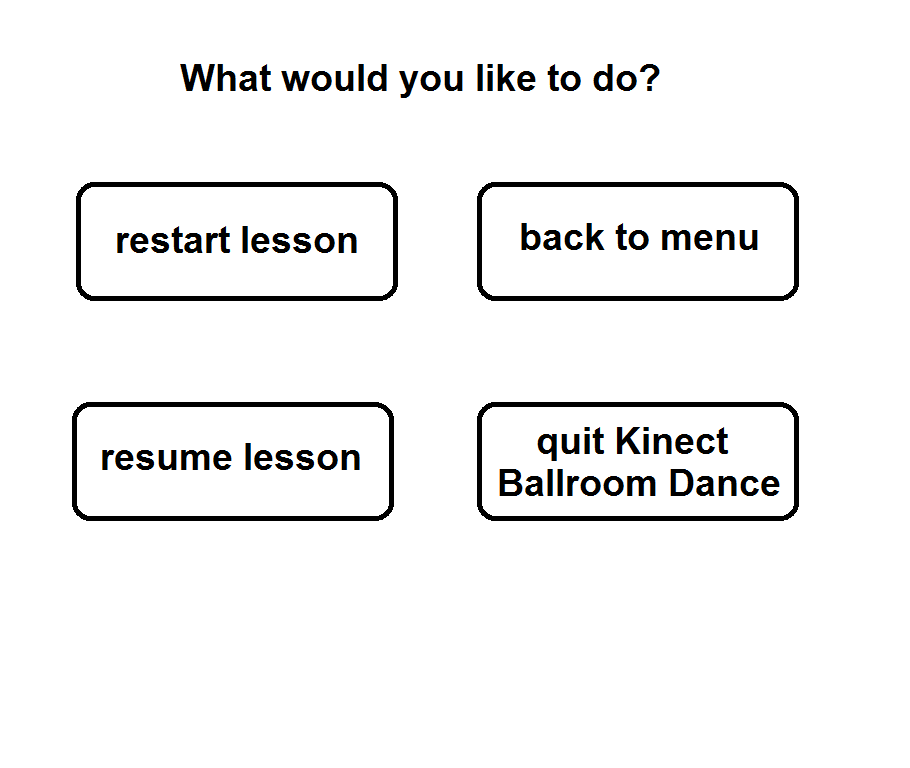 What would you like to do?
restart lesson
back to menu
resume lesson
quit Kinect
Ballroom Dance